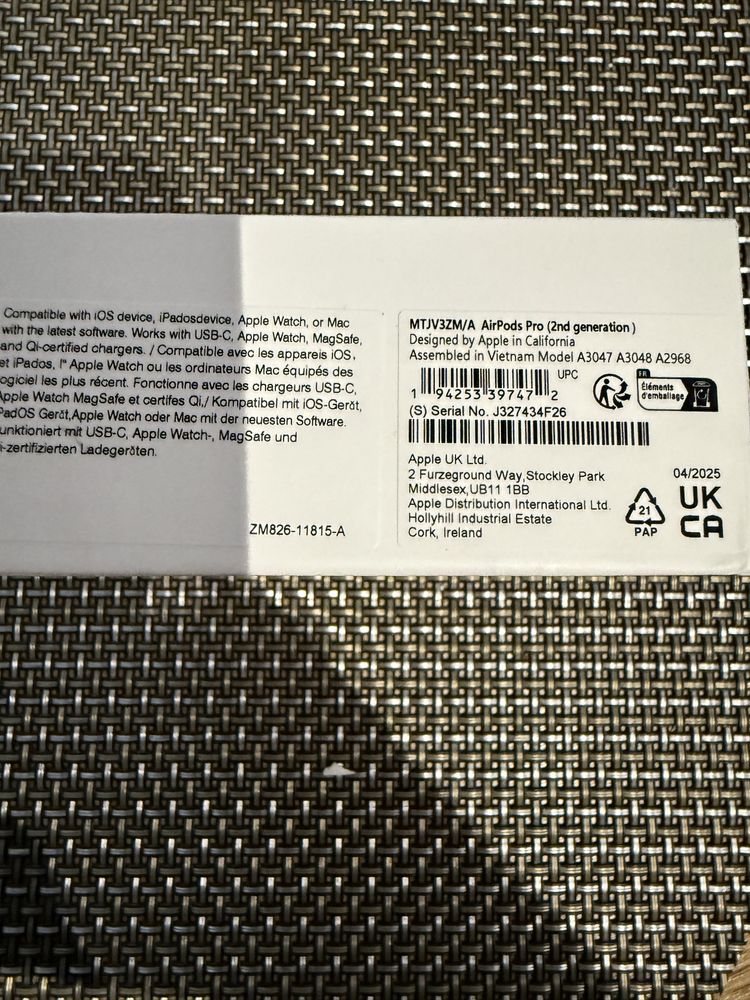 Compatible with iOS device, iPadosdevice, Apple Watch, or Mac
with the latest software. Works with USB-C, Apple Watch, MagSafe,
and Qi-certified chargers. / Compatible avec les appareils iOS,
et iPados, l" Apple Watch ou les ordinateurs Mac équipés des
ogiciel les plus récent. Fonctionne avec les chargeurs USB-C,
Apple Watch MagSafe et certifes Qi,/ Kompatibel mit iOS-Gerót,
PadOS Gerät,Apple Watch oder Mac mit der neuesten Software.
unktioniert mit USB-C, Apple Watch-, MagSafe und
i-zertifizierten Ladegeröten.
ZM826-11815-A
MTJV3ZM/A AirPods Pro (2nd generation )
Designed by Apple in California
Assembled in Vietnam Model A3047 A3048 A2968
UPC
1 94253 39747 2
FR
Éléments
d'emballage
(S) Serial No. J327434F26
Apple UK Ltd.
2 Furzeground Way,Stockley Park
Middlesex,UB11 1BB
Apple Distribution International Ltd.
Hollyhill Industrial Estate
Cork, Ireland
21
PAP
04/2025
UK
CA